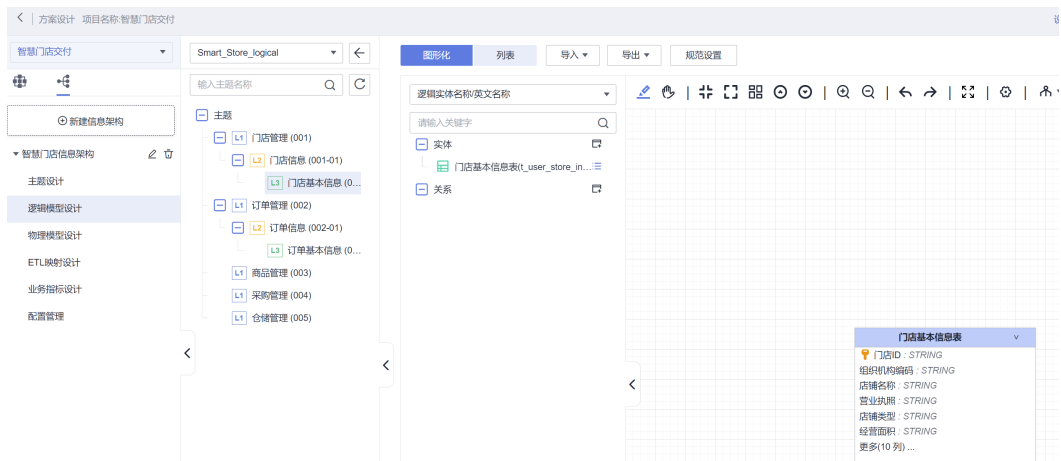 方案设计 项目名称:智慧门店交付
智慧门店交付
新建信息架构
智慧门店信息架构
主题设计
逻辑模型设计
物理模型设计
ETL映射设计
业务指标设计
配置管理
Smart_Store_logical
输入主题名称
主题
L1 门店管理 (001)
L2 门店信息 (001-01)
L3 门店基本信息 (0...
L1 订单管理 (002)
L2 订单信息 (002-01)
L3 订单基本信息 (0...
L1 商品管理 (003)
L1 采购管理 (004)
L1 仓储管理 (005)
图形化 列表 导入 导出 规范设置
逻辑实体名称/英文名称
请输入关键字
实体
门店基本信息表(t_user_store_in...
关系
门店基本信息表
门店ID : STRING
组织机构编码 : STRING
店铺名称 : STRING
营业执照 : STRING
店铺类型 : STRING
经营面积 : STRING
更多(10 列) ...